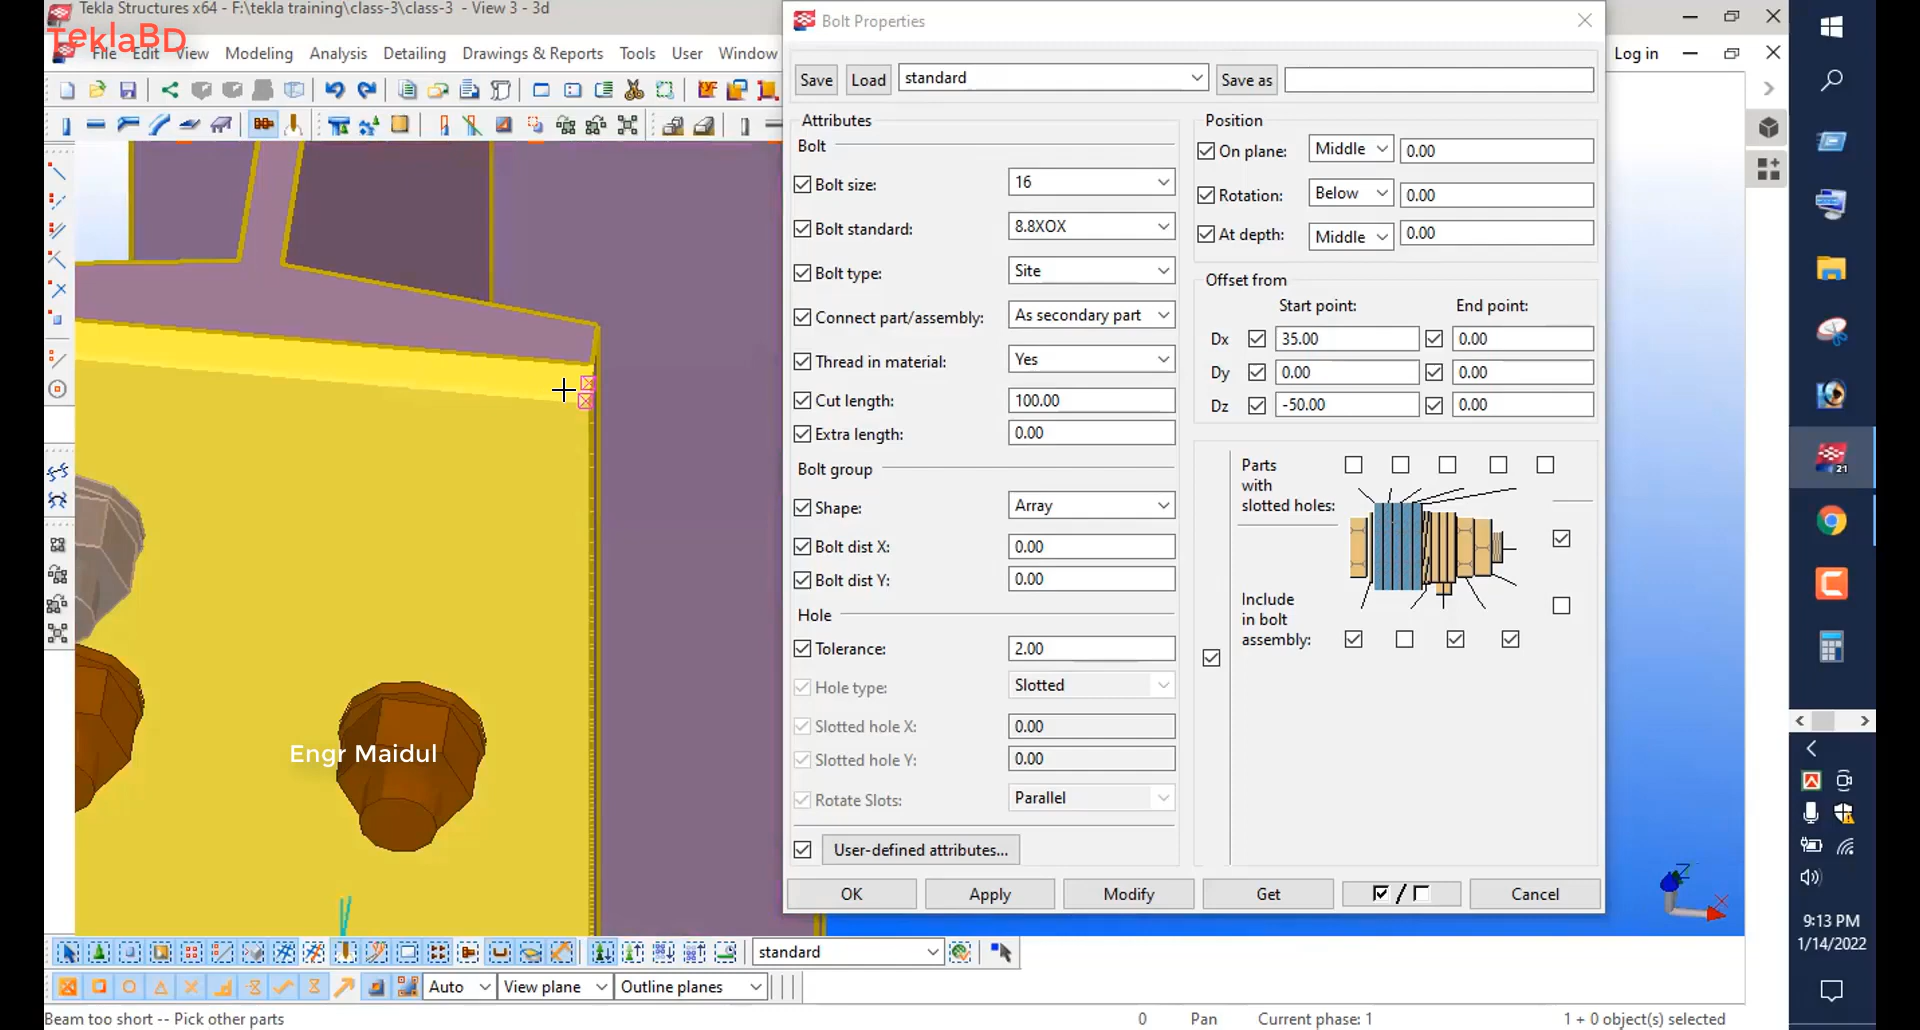 Tekla Structures x64 - F:\tekla training\class-3\class-3 - View 3 - 3d
TeklaBD
File Edit View Modeling Analysis Detailing Drawings & Reports Tools User Window
Log in
Bolt Properties
Save Load standard Save as
Attributes
Bolt
Bolt size: 16
Bolt standard: 8.8XOX
Bolt type: Site
Connect part/assembly: As secondary part
Thread in material: Yes
Cut length: 100.00
Extra length: 0.00
Bolt group
Shape: Array
Bolt dist X: 0.00
Bolt dist Y: 0.00
Hole
Tolerance: 2.00
Hole type: Slotted
Slotted hole X: 0.00
Slotted hole Y: 0.00
Rotate Slots: Parallel
User-defined attributes...
Position
On plane: Middle 0.00
Rotation: Below 0.00
At depth: Middle 0.00
Offset from
Start point: End point:
Dx 35.00 0.00
Dy 0.00 0.00
Dz -50.00 0.00
Parts
with
slotted holes:
Include
in bolt
assembly:
OK Apply Modify Get / Cancel
Engr Maidul
Z
X
21
9:13 PM
1/14/2022
standard
Auto View plane Outline planes
Beam too short -- Pick other parts 0 Pan Current phase: 1 1 + 0 object(s) selected